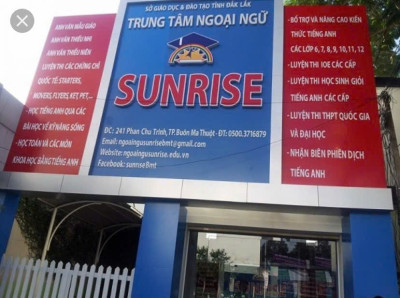 SỞ GIÁO DỤC & ĐÀO TẠO TỈNH ĐẮK LẮK
TRUNG TÂM NGOẠI NGỮ
SUNRISE
ĐC: 241 Phan Chu Trinh, TP. Buôn Ma Thuột - ĐT: 0500.3716879
Email: ngoaingusunrisebmt@gmail.com
Website: ngoaingusunrise.edu.vn
Facebook: sunriseBmt
ANH VĂN MẪU GIÁO
ANH VĂN THIẾU NHI
ANH VĂN THIẾU NIÊN
- LUYỆN THI CÁC CHỨNG CHỈ
QUỐC TẾ: STARTERS,
MOVERS, FLYERS, KET, PET,...
- HỌC TIẾNG ANH QUA CÁC
BÀI HỌC VỀ KỸ NĂNG SỐNG
- HỌC TOÁN VÀ CÁC MÔN
KHOA HỌC BẰNG TIẾNG ANH
- BỔ TRỢ VÀ NÂNG CAO KIẾN
THỨC TIẾNG ANH
CÁC LỚP 6, 7, 8, 9, 10, 11, 12
- LUYỆN THI IOE CÁC CẤP
- LUYỆN THI HỌC SINH GIỎI
TIẾNG ANH CÁC CẤP
- LUYỆN THI THPT QUỐC GIA
VÀ ĐẠI HỌC
- NHẬN BIÊN PHIÊN DỊCH
TIẾNG ANH